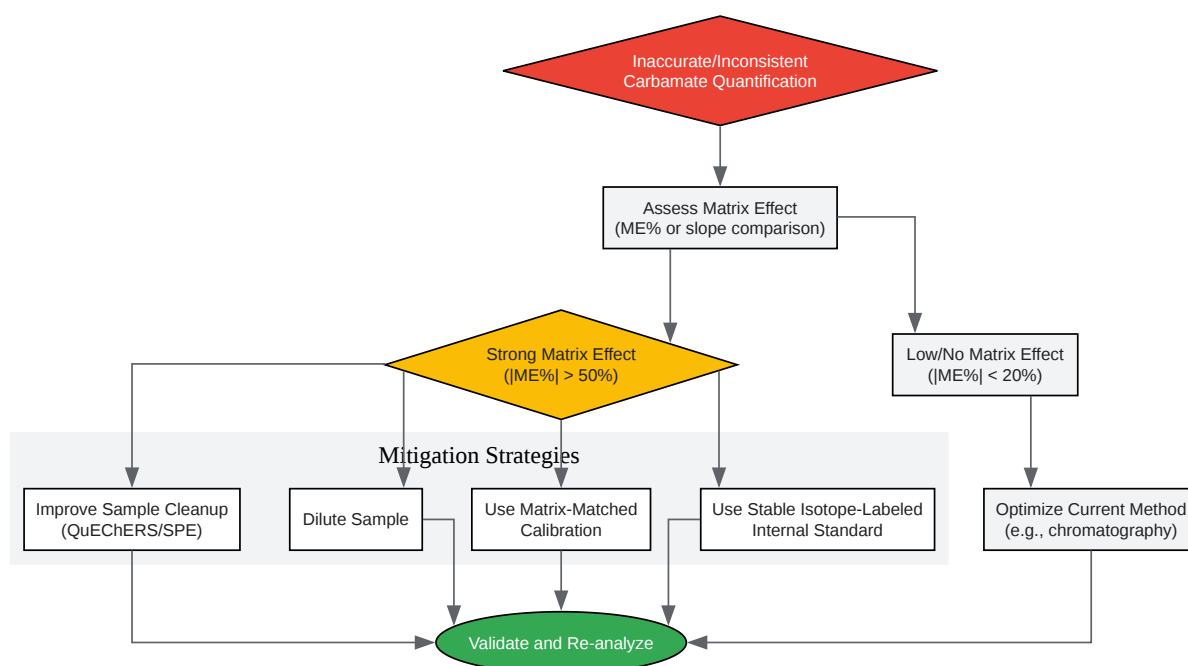 Inaccurate/Inconsistent
Carbamate Quantification
Assess Matrix Effect
(ME% or slope comparison)
Strong Matrix Effect
(|ME%| > 50%)
Low/No Matrix Effect
(|ME%| < 20%)
Mitigation Strategies
Improve Sample Cleanup
(QuEChERS/SPE)
Dilute Sample
Use Matrix-Matched
Calibration
Use Stable Isotope-Labeled
Internal Standard
Optimize Current Method
(e.g., chromatography)
Validate and Re-analyze